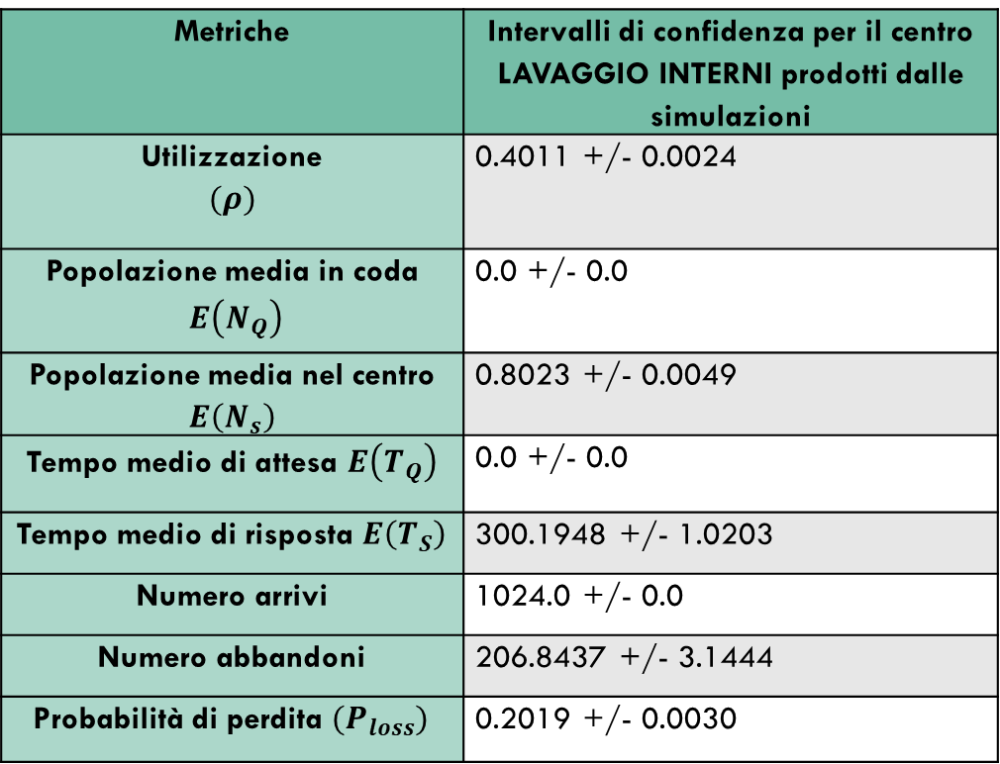 Metriche
Intervalli di confidenza per il centro
LAVAGGIO INTERNI prodotti dalle
simulazioni
Utilizzazione
(ρ)
0.4011 +/- 0.0024
Popolazione media in coda
E(N_Q)
0.0 +/- 0.0
Popolazione media nel centro
E(N_s)
0.8023 +/- 0.0049
Tempo medio di attesa E(T_Q)
0.0 +/- 0.0
Tempo medio di risposta E(T_S)
300.1948 +/- 1.0203
Numero arrivi
1024.0 +/- 0.0
Numero abbandoni
206.8437 +/- 3.1444
Probabilità di perdita (P_loss)
0.2019 +/- 0.0030